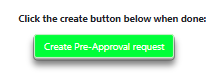 Click the create button below when done:
Create Pre-Approval request